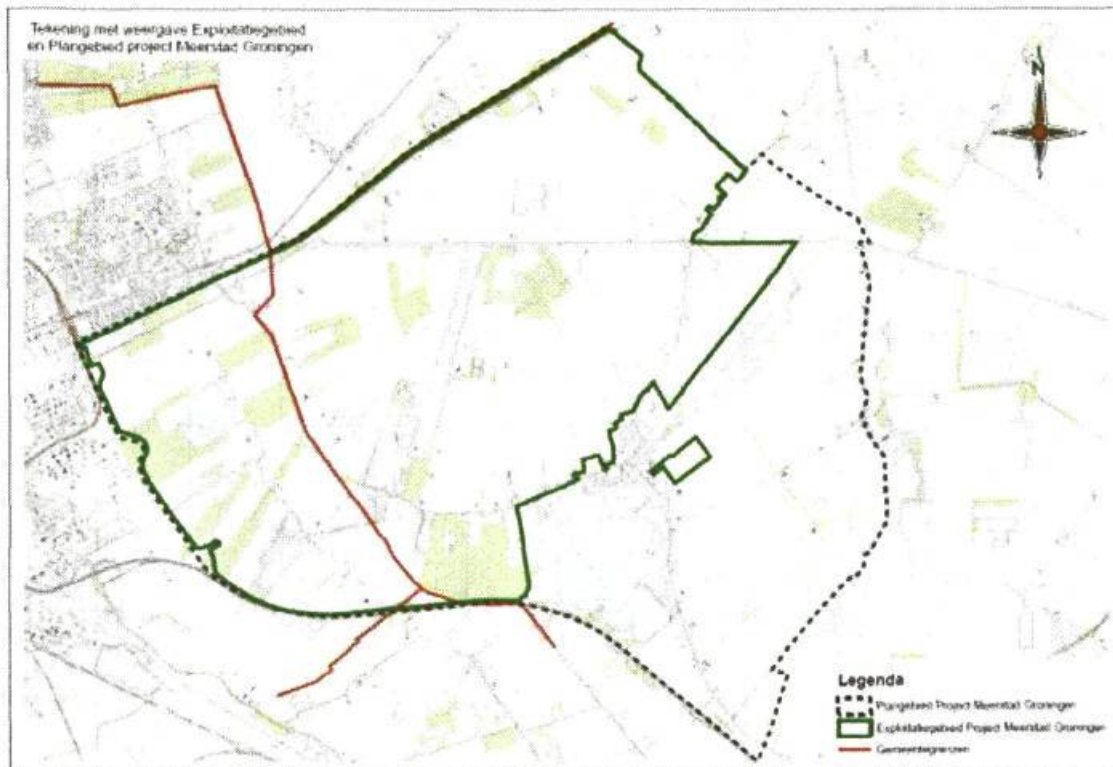 Tekening met weergave Exploitatiegebied
en Plangebied project Meerstad Groningen
N
Legenda
Plangebied Project Meerstad Groningen
Exploitatiegebied Project Meerstad Groningen
Gemeentegrenzen